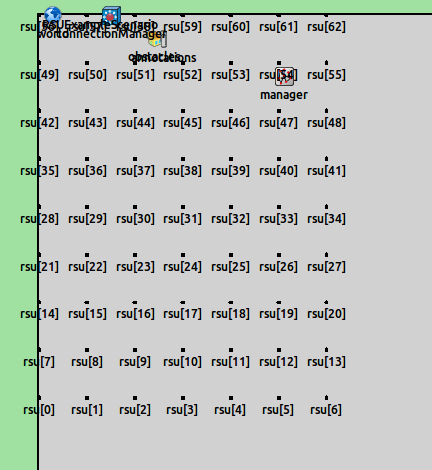 RSUExampleScenario
world
connectionManager
rsu[59] rsu[60] rsu[61] rsu[62]
obstacles
annotations
rsu[49] rsu[50] rsu[51] rsu[52] rsu[53] rsu[54] rsu[55]
manager
rsu[42] rsu[43] rsu[44] rsu[45] rsu[46] rsu[47] rsu[48]
rsu[35] rsu[36] rsu[37] rsu[38] rsu[39] rsu[40] rsu[41]
rsu[28] rsu[29] rsu[30] rsu[31] rsu[32] rsu[33] rsu[34]
rsu[21] rsu[22] rsu[23] rsu[24] rsu[25] rsu[26] rsu[27]
rsu[14] rsu[15] rsu[16] rsu[17] rsu[18] rsu[19] rsu[20]
rsu[7] rsu[8] rsu[9] rsu[10] rsu[11] rsu[12] rsu[13]
rsu[0] rsu[1] rsu[2] rsu[3] rsu[4] rsu[5] rsu[6]